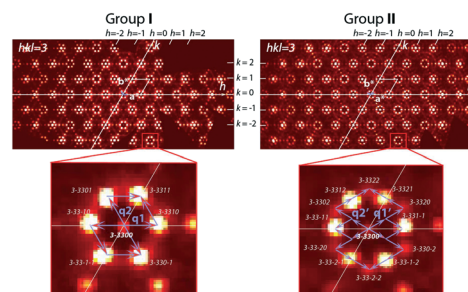 Group I
h=-2 h=-1 h=0 h=1 h=2
hkl=3
k
b*
a*
h
k= 2
k= 1
k= 0
k= -1
k= -2
3-3301
3-3311
3-33-10
3-3310
q2
q1
3-3300
3-33-1-1
3-330-1
Group II
h=-2 h=-1 h=0 h=1 h=2
hkl=3
k
b*
a*
3-3322
3-3312
3-3321
3-3302
3-3320
3-33-11
3-331-1
q2'
q1'
3-3300
3-33-20
3-330-2
3-33-2-1
3-33-1-2
3-33-2-2